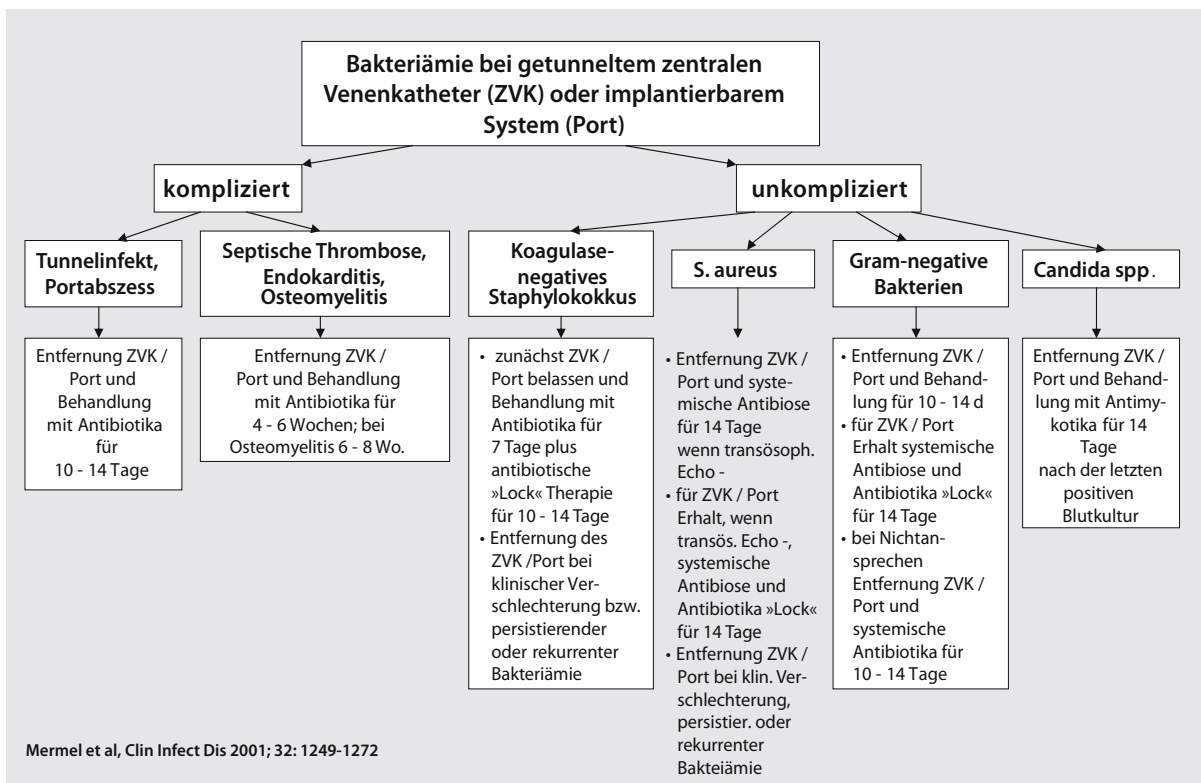 Bakteriämie bei getunneltem zentralen
Venenkatheter (ZVK) oder implantierbarem
System (Port)
kompliziert
unkompliziert
Tunnelinfekt,
Portabszess
Septische Thrombose,
Endokarditis,
Osteomyelitis
Koagulase-
negatives
Staphylokokkus
S. aureus
Gram-negative
Bakterien
Candida spp.
Entfernung ZVK /
Port und
Behandlung
mit Antibiotika
für
10 - 14 Tage
Entfernung ZVK /
Port und Behandlung
mit Antibiotika für
4 - 6 Wochen; bei
Osteomyelitis 6 - 8 Wo.
• zunächst ZVK /
Port belassen und
Behandlung mit
Antibiotika für
7 Tage plus
antibiotische
»Lock« Therapie
für 10 - 14 Tage
• Entfernung des
ZVK /Port bei
klinischer Ver-
schlechterung bzw.
persistierender
oder rekurrenter
Bakteriämie
• Entfernung ZVK /
Port und syste-
mische Antibiose
für 14 Tage
wenn transösoph.
Echo -
• für ZVK / Port
Erhalt, wenn
transös. Echo -,
systemische
Antibiose und
Antibiotika »Lock«
für 14 Tage
• Entfernung ZVK /
Port bei klin. Ver-
schlechterung,
persistier. oder
rekurrenter
Bakteiämie
• Entfernung ZVK /
Port und Behand-
lung für 10 - 14 d
• für ZVK / Port
Erhalt systemische
Antibiose und
Antibiotika »Lock«
für 14 Tage
• bei Nichtan-
sprechen
Entfernung ZVK /
Port und
systemische
Antibiotika für
10 - 14 Tage
Entfernung ZVK /
Port und Behand-
lung mit Antimy-
kotika für 14
Tage
nach der letzten
positiven
Blutkultur
Mermel et al, Clin Infect Dis 2001; 32: 1249-1272